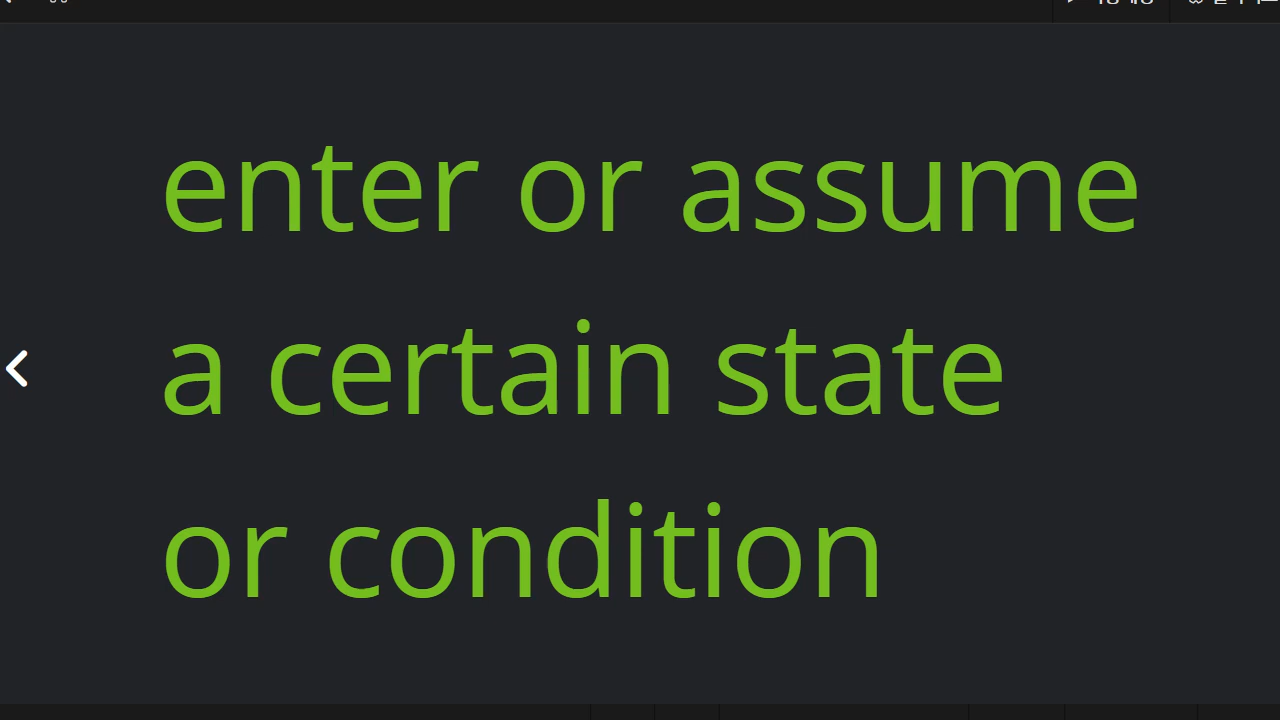 enter or assume
a certain state
or condition